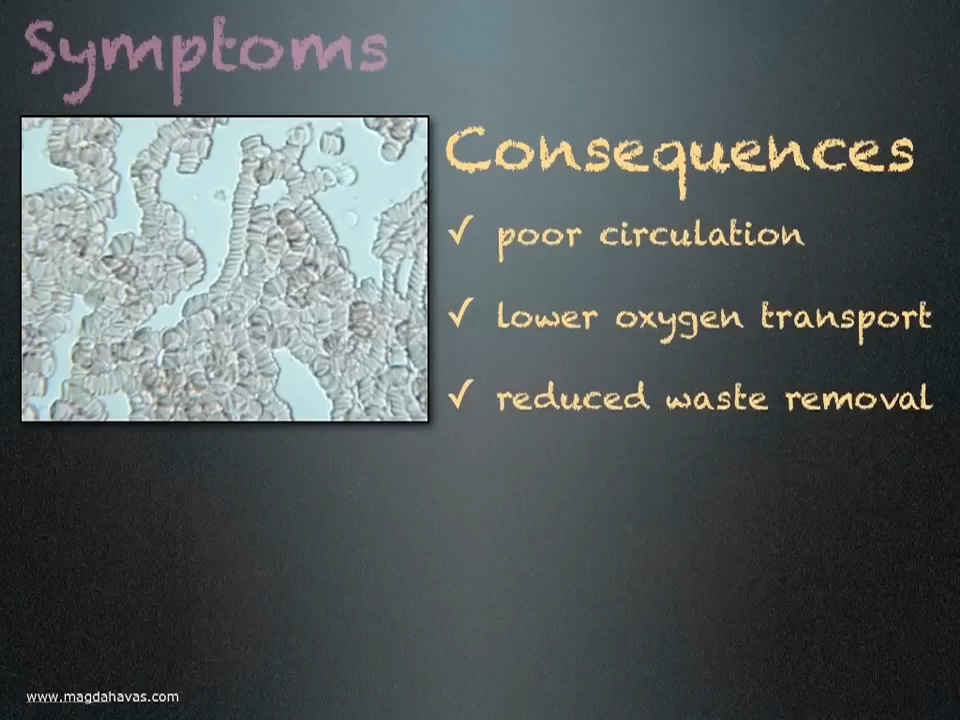 Symptoms
Consequences
✓ poor circulation
✓ lower oxygen transport
✓ reduced waste removal
www.magdahavas.com